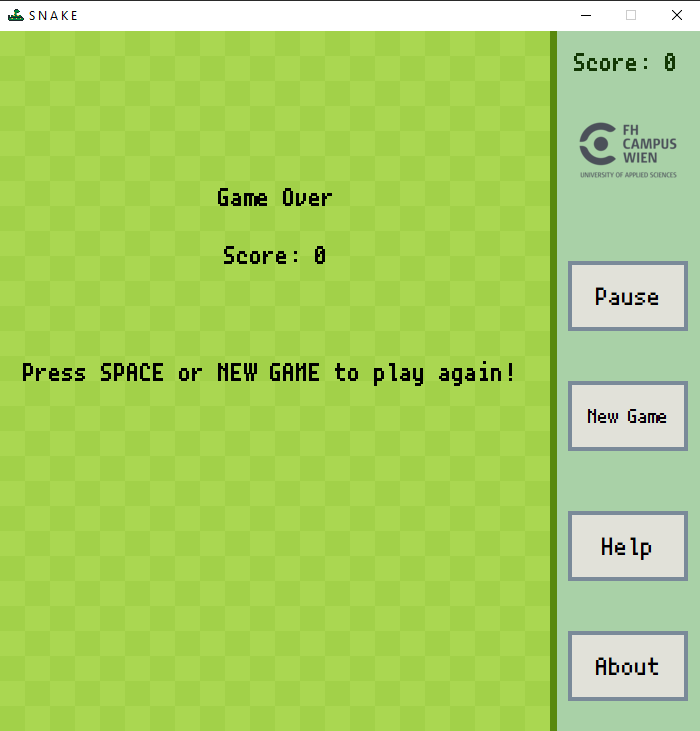 SNAKE
Score: 0
FH
CAMPUS
WIEN
UNIVERSITY OF APPLIED SCIENCES
Game Over
Score: 0
Press SPACE or NEW GAME to play again!
Pause
New Game
Help
About